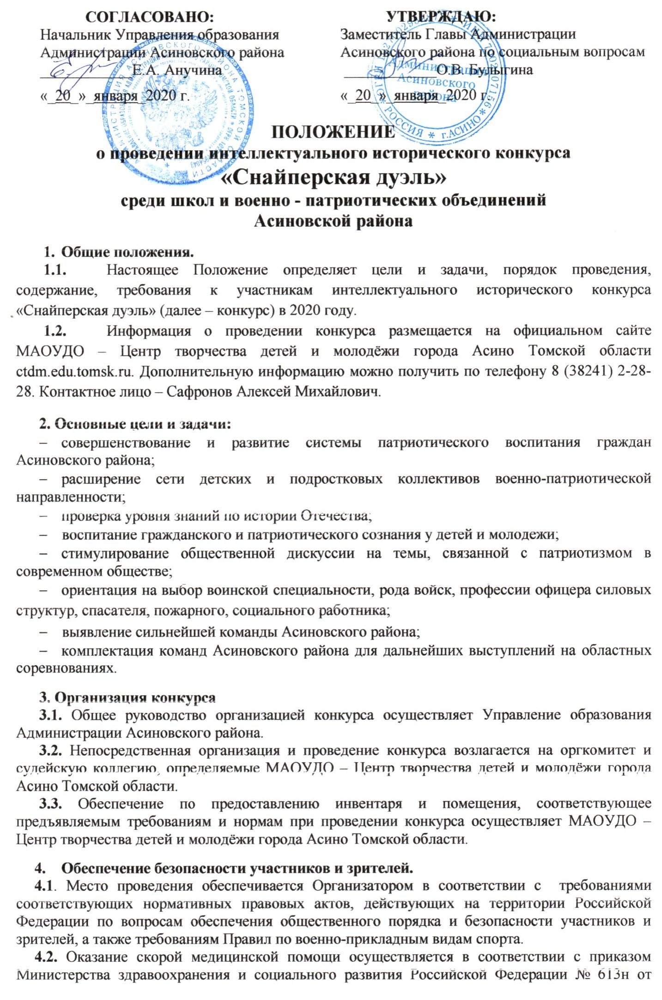 СОГЛАСОВАНО:
Начальник Управления образования
Администрации Асиновского района
____________Е.А. Анучина
«_20_»_января_2020 г.
УТВЕРЖДАЮ:
Заместитель Главы Администрации
Асиновского района по социальным вопросам
____________О.В. Булыгина
«_20_»_января_2020 г.
Администрация
Асиновского
района
РОССИЯ * г.АСИНО *
ПОЛОЖЕНИЕ
о проведении интеллектуального исторического конкурса
«Снайперская дуэль»
среди школ и военно - патриотических объединений
Асиновской района
1. Общие положения.
1.1. Настоящее Положение определяет цели и задачи, порядок проведения,
содержание, требования к участникам интеллектуального исторического конкурса
«Снайперская дуэль» (далее – конкурс) в 2020 году.
1.2. Информация о проведении конкурса размещается на официальном сайте
МАОУДО – Центр творчества детей и молодёжи города Асино Томской области
ctdm.edu.tomsk.ru. Дополнительную информацию можно получить по телефону 8 (38241) 2-28-
28. Контактное лицо – Сафронов Алексей Михайлович.
2. Основные цели и задачи:
– совершенствование и развитие системы патриотического воспитания граждан
Асиновского района;
– расширение сети детских и подростковых коллективов военно-патриотической
направленности;
– проверка уровня знаний по истории Отечества;
– воспитание гражданского и патриотического сознания у детей и молодежи;
– стимулирование общественной дискуссии на темы, связанной с патриотизмом в
современном обществе;
– ориентация на выбор воинской специальности, рода войск, профессии офицера силовых
структур, спасателя, пожарного, социального работника;
– выявление сильнейшей команды Асиновского района;
– комплектация команд Асиновского района для дальнейших выступлений на областных
соревнованиях.
3. Организация конкурса
3.1. Общее руководство организацией конкурса осуществляет Управление образования
Администрации Асиновского района.
3.2. Непосредственная организация и проведение конкурса возлагается на оргкомитет и
судейскую коллегию, определяемые МАОУДО – Центр творчества детей и молодёжи города
Асино Томской области.
3.3. Обеспечение по предоставлению инвентаря и помещения, соответствующее
предъявляемым требованиям и нормам при проведении конкурса осуществляет МАОУДО –
Центр творчества детей и молодёжи города Асино Томской области.
4. Обеспечение безопасности участников и зрителей.
4.1. Место проведения обеспечивается Организатором в соответствии с требованиями
соответствующих нормативных правовых актов, действующих на территории Российской
Федерации по вопросам обеспечения общественного порядка и безопасности участников и
зрителей, а также требованиям Правил по военно-прикладным видам спорта.
4.2. Оказание скорой медицинской помощи осуществляется в соответствии с приказом
Министерства здравоохранения и социального развития Российской Федерации № 613н от